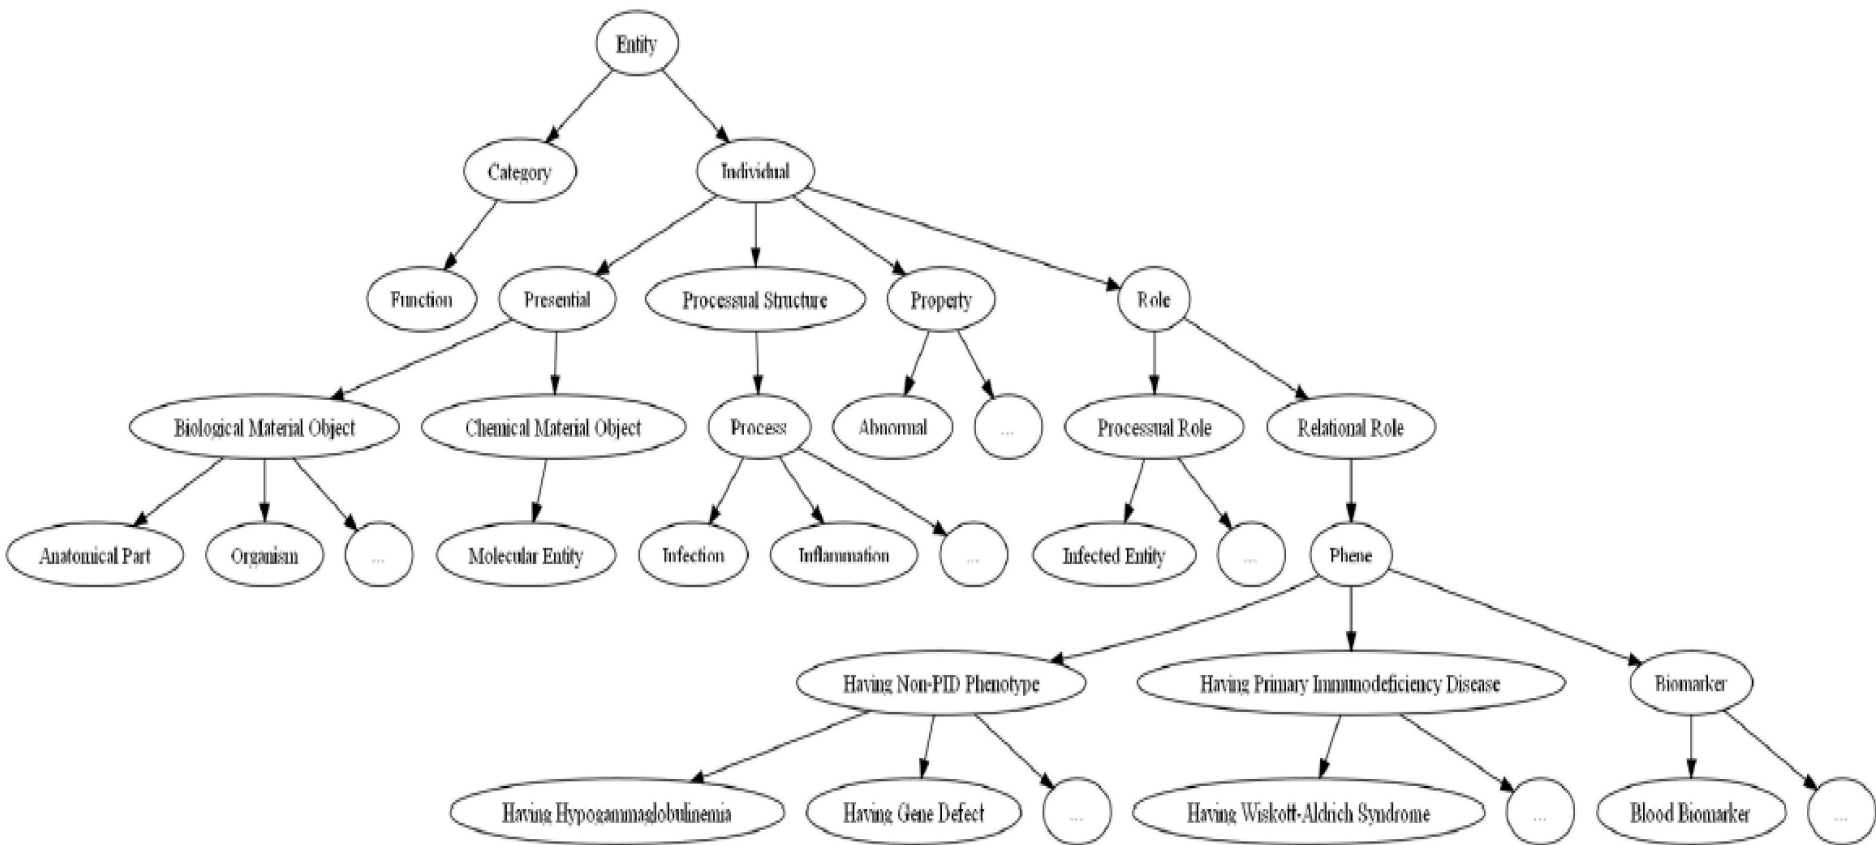 Entity
Category
Individual
Function
Presential
Processual Structure
Property
Role
Biological Material Object
Chemical Material Object
Process
Abnormal
...
Processual Role
Relational Role
Anatomical Part
Organism
...
Molecular Entity
Infection
Inflammation
...
Infected Entity
...
Phene
Having Non-PID Phenotype
Having Primary Immunodeficiency Disease
Biomarker
Having Hypogammaglobulinemia
Having Gene Defect
...
Having Wiskott-Aldrich Syndrome
...
Blood Biomarker
...